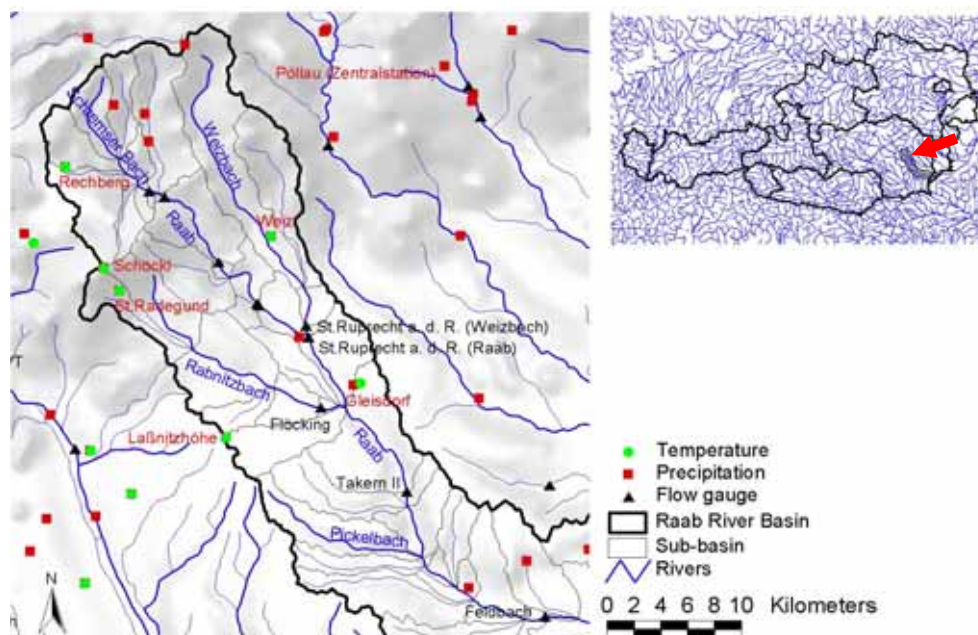 Pöllau (Zentralstation)
Schremser Bach
Weizbach
Rechberg
Raab
Weiz
Schöckl
St.Radegund
St.Ruprecht a. d. R. (Weizbach)
St.Ruprecht a. d. R. (Raab)
Rabnitzbach
Gleisdorf
Flöcking
Laßnitzhöhe
Raab
Takern II
Pickelbach
Feldbach
N
Temperature
Precipitation
Flow gauge
Raab River Basin
Sub-basin
Rivers
0 2 4 6 8 10 Kilometers